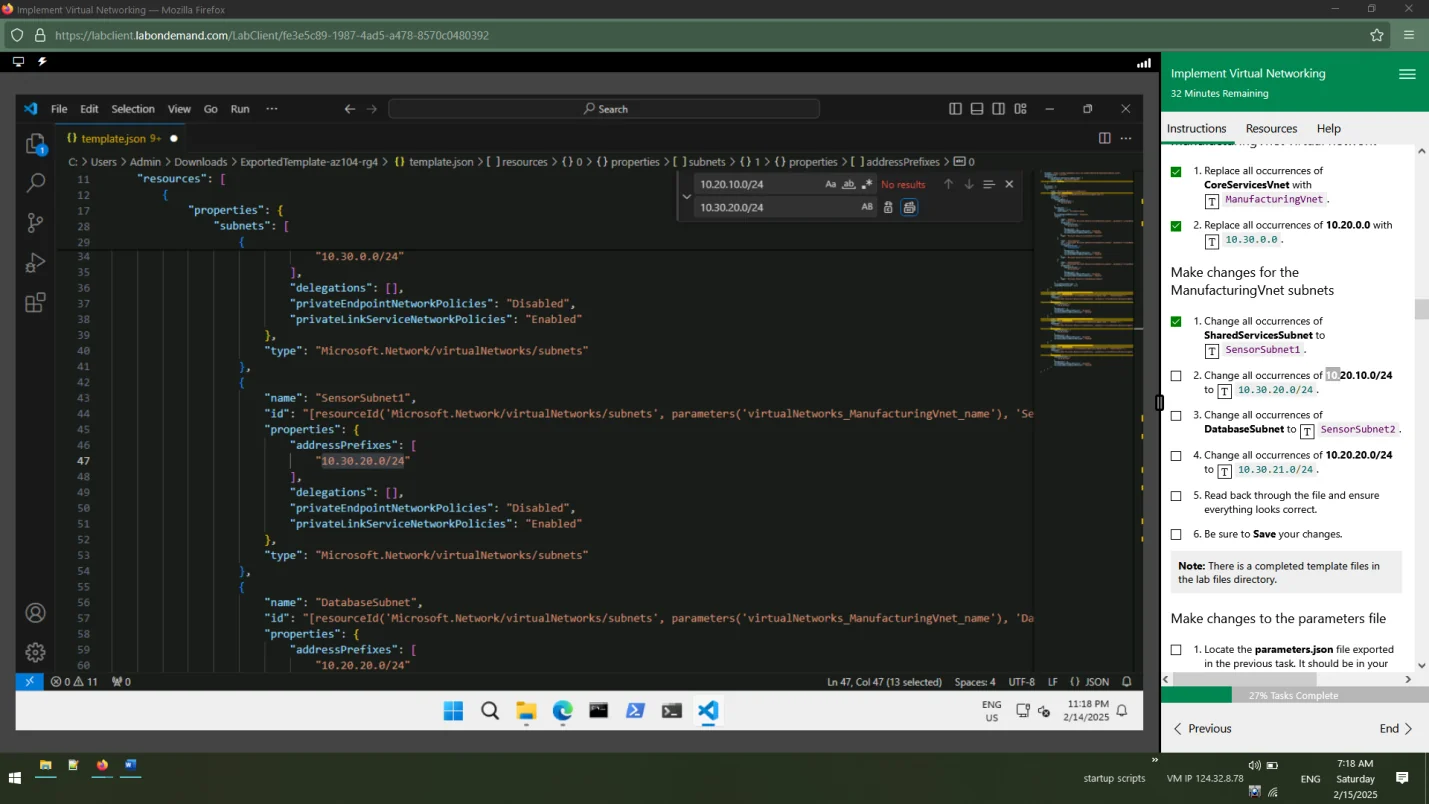 Implement Virtual Networking — Mozilla Firefox
https://labclient.labondemand.com/LabClient/fe3e5c89-1987-4ad5-a478-8570c0480392
File Edit Selection View Go Run ··· Search
template.json 9+
C: > Users > Admin > Downloads > ExportedTemplate-az104-rg4 > {} template.json > [ ] resources > {} 0 > {} properties > [ ] subnets > {} 1 > {} properties > [ ] addressPrefixes > 0
10.20.10.0/24 Aa ab .* No results
10.30.20.0/24 AB
11 "resources": [
12 {
17 "properties": {
28 "subnets": [
29 {
34 "10.30.0.0/24"
35 ],
36 "delegations": [],
37 "privateEndpointNetworkPolicies": "Disabled",
38 "privateLinkServiceNetworkPolicies": "Enabled"
39 },
40 "type": "Microsoft.Network/virtualNetworks/subnets"
41 },
42 {
43 "name": "SensorSubnet1",
44 "id": "[resourceId('Microsoft.Network/virtualNetworks/subnets', parameters('virtualNetworks_ManufacturingVnet_name'), 'Se
45 "properties": {
46 "addressPrefixes": [
47 "10.30.20.0/24"
48 ],
49 "delegations": [],
50 "privateEndpointNetworkPolicies": "Disabled",
51 "privateLinkServiceNetworkPolicies": "Enabled"
52 },
53 "type": "Microsoft.Network/virtualNetworks/subnets"
54 },
55 {
56 "name": "DatabaseSubnet",
57 "id": "[resourceId('Microsoft.Network/virtualNetworks/subnets', parameters('virtualNetworks_ManufacturingVnet_name'), 'Da
58 "properties": {
59 "addressPrefixes": [
60 "10.20.20.0/24"
1
0 11 0 Ln 47, Col 47 (13 selected) Spaces: 4 UTF-8 LF {} JSON
ENG
US
11:18 PM
2/14/2025
Implement Virtual Networking
32 Minutes Remaining
Instructions Resources Help
1. Replace all occurrences of
CoreServicesVnet with
T ManufacturingVnet.
2. Replace all occurrences of 10.20.0.0 with
T 10.30.0.0.
Make changes for the
ManufacturingVnet subnets
1. Change all occurrences of
SharedServicesSubnet to
T SensorSubnet1.
2. Change all occurrences of 10.20.10.0/24
to T 10.30.20.0/24.
3. Change all occurrences of
DatabaseSubnet to T SensorSubnet2.
4. Change all occurrences of 10.20.20.0/24
to T 10.30.21.0/24.
5. Read back through the file and ensure
everything looks correct.
6. Be sure to Save your changes.
Note: There is a completed template files in
the lab files directory.
Make changes to the parameters file
1. Locate the parameters.json file exported
in the previous task. It should be in your
27% Tasks Complete
< Previous End >
startup scripts » VM IP 124.32.8.78 ENG
7:18 AM
Saturday
2/15/2025